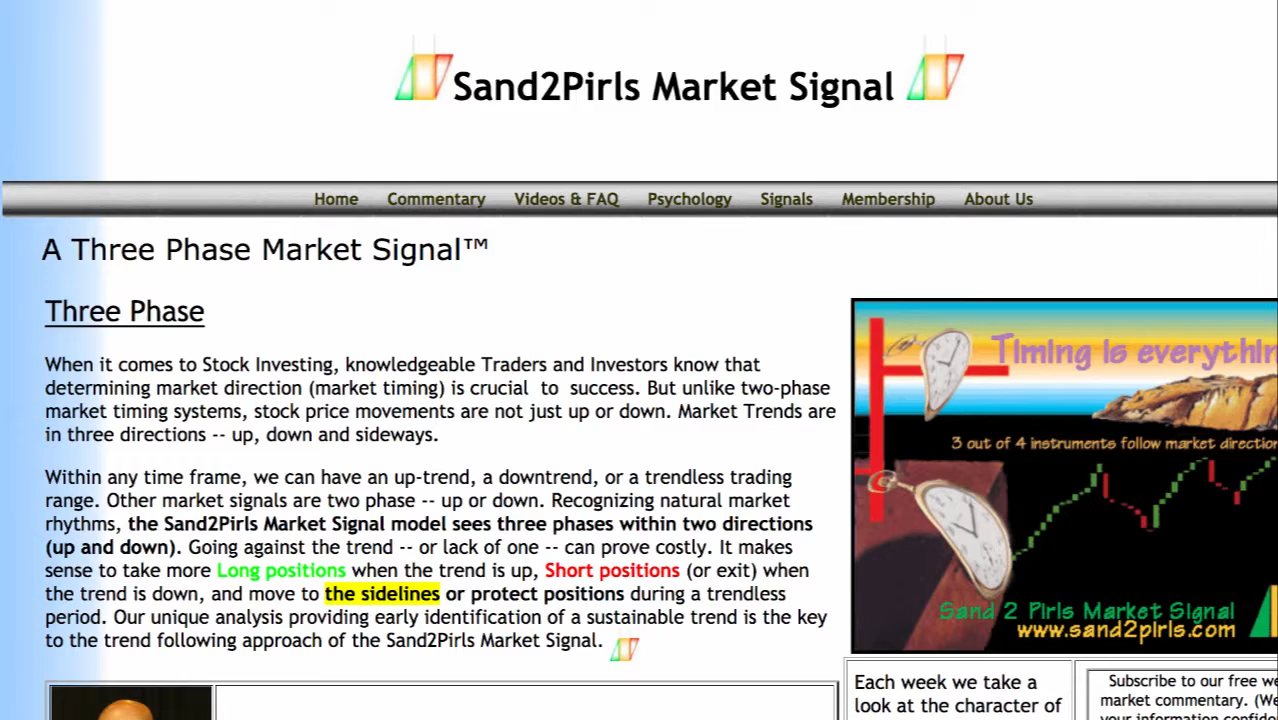 Sand2Pirls Market Signal
Home Commentary Videos & FAQ Psychology Signals Membership About Us
A Three Phase Market Signal™
Three Phase
When it comes to Stock Investing, knowledgeable Traders and Investors know that
determining market direction (market timing) is crucial to success. But unlike two-phase
market timing systems, stock price movements are not just up or down. Market Trends are
in three directions -- up, down and sideways.
Within any time frame, we can have an up-trend, a downtrend, or a trendless trading
range. Other market signals are two phase -- up or down. Recognizing natural market
rhythms, the Sand2Pirls Market Signal model sees three phases within two directions
(up and down). Going against the trend -- or lack of one -- can prove costly. It makes
sense to take more Long positions when the trend is up, Short positions (or exit) when
the trend is down, and move to the sidelines or protect positions during a trendless
period. Our unique analysis providing early identification of a sustainable trend is the key
to the trend following approach of the Sand2Pirls Market Signal.
Timing is everythin
3 out of 4 instruments follow market direction
Sand 2 Pirls Market Signal
www.sand2pirls.com
Each week we take a
look at the character of
Subscribe to our free we
market commentary. (We
your information confide